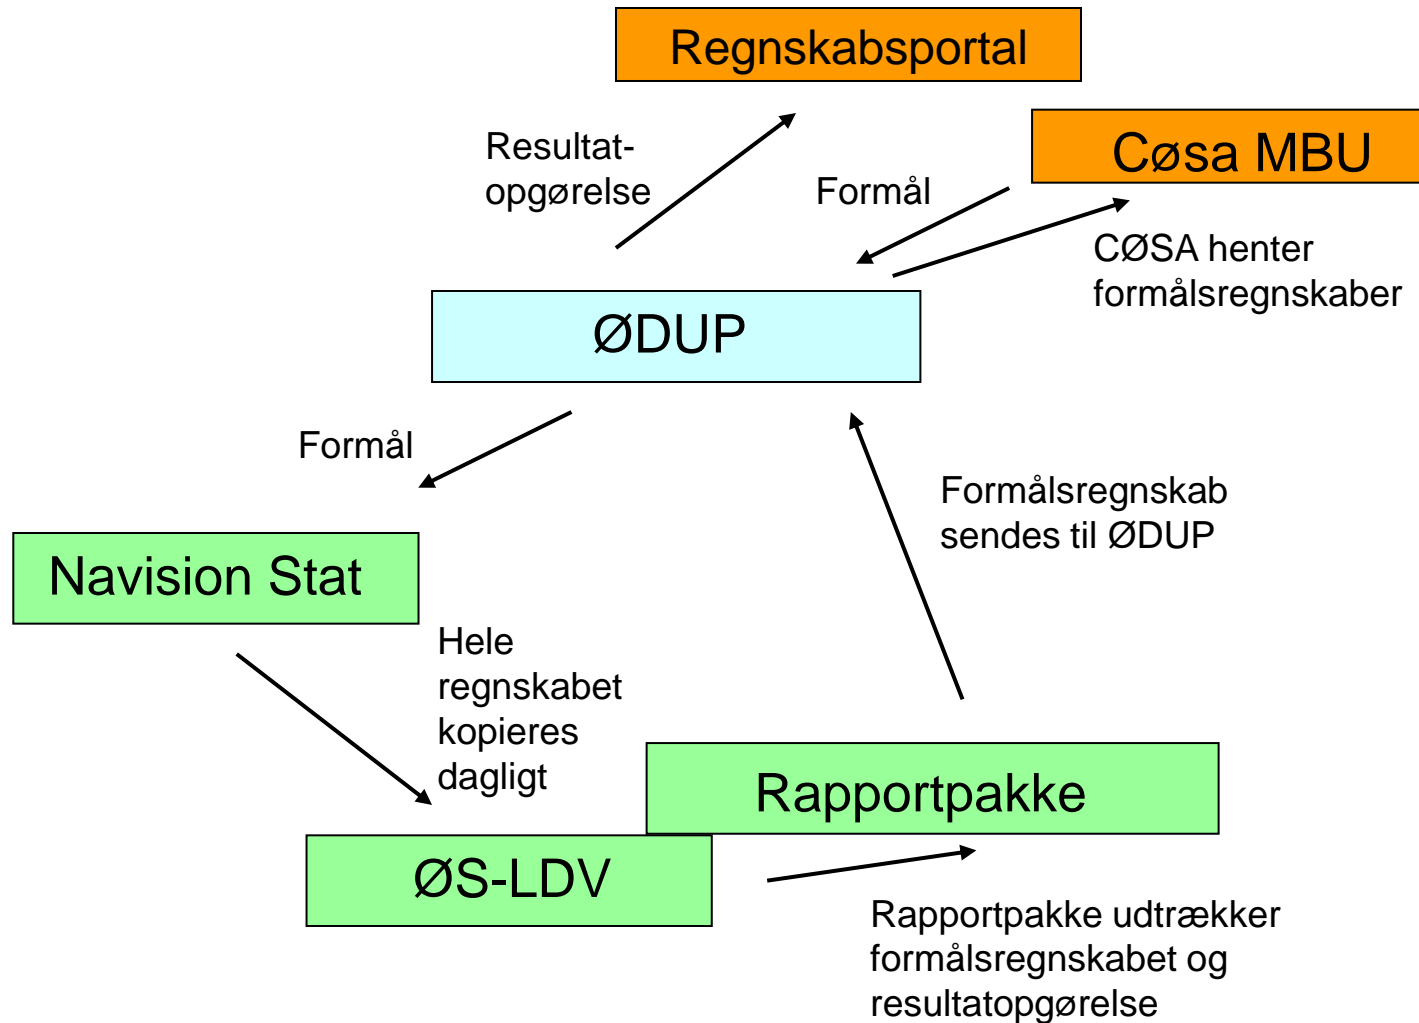 Regnskabsportal
Cøsa MBU
Resultat-
opgørelse
Formål
CØSA henter
formålsregnskaber
ØDUP
Formål
Formålsregnskab
sendes til ØDUP
Navision Stat
Hele
regnskabet
kopieres
dagligt
Rapportpakke
ØS-LDV
Rapportpakke udtrækker
formålsregnskabet og
resultatopgørelse